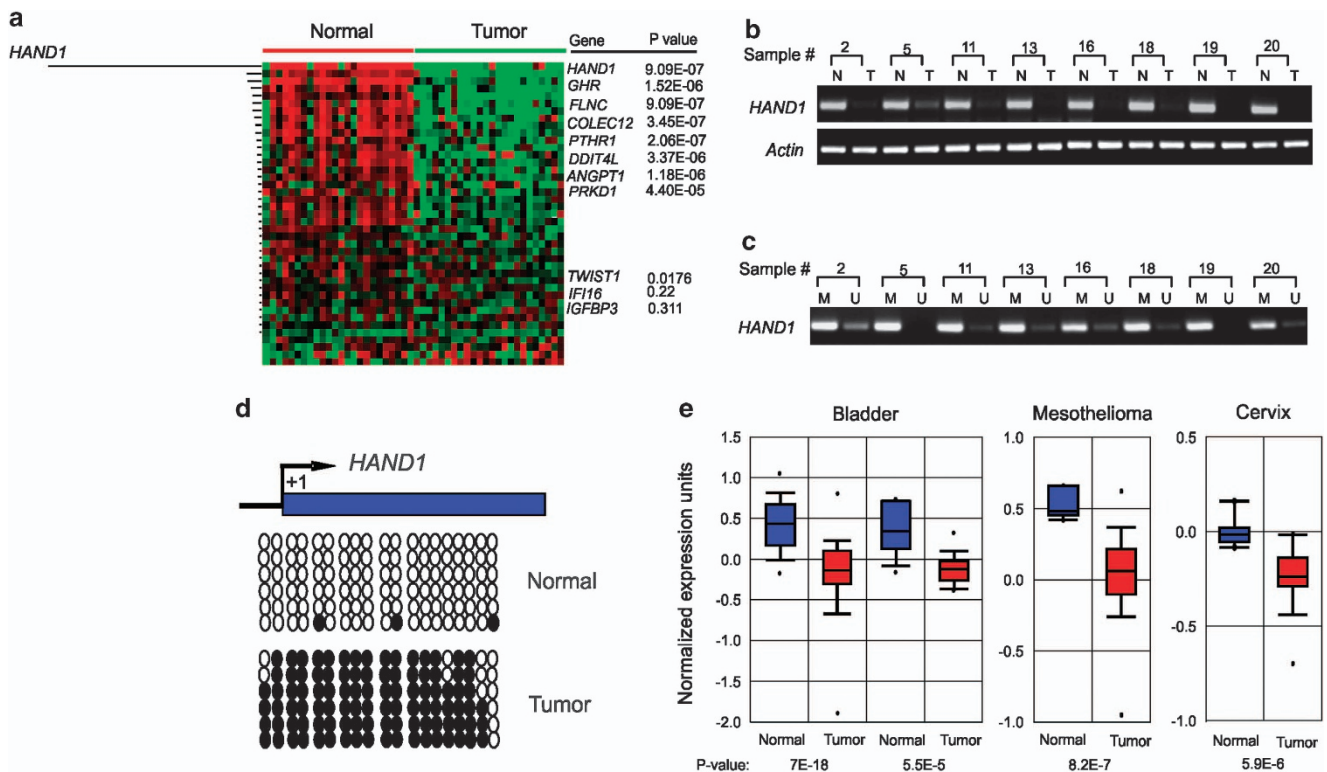 a
Normal Tumor
Gene P value
HAND1
HAND1 9.09E-07
GHR 1.52E-06
FLNC 9.09E-07
COLEC12 3.45E-07
PTHR1 2.06E-07
DDIT4L 3.37E-06
ANGPT1 1.18E-06
PRKD1 4.40E-05
TWIST1 0.0176
IFI16 0.22
IGFBP3 0.311
b
Sample # 2 5 11 13 16 18 19 20
N T N T N T N T N T N T N T N T
HAND1
Actin
c
Sample # 2 5 11 13 16 18 19 20
M U M U M U M U M U M U M U M U
HAND1
d
HAND1
+1
Normal
Tumor
e
Bladder Mesothelioma Cervix
Normalized expression units
1.5
1.0
0.5
0.0
-0.5
-1.0
-1.5
-2.0
1.0
0.5
0.0
-0.5
-1.0
0.5
0.0
-0.5
-1.0
Normal Tumor Normal Tumor Normal Tumor Normal Tumor
P-value: 7E-18 5.5E-5 8.2E-7 5.9E-6